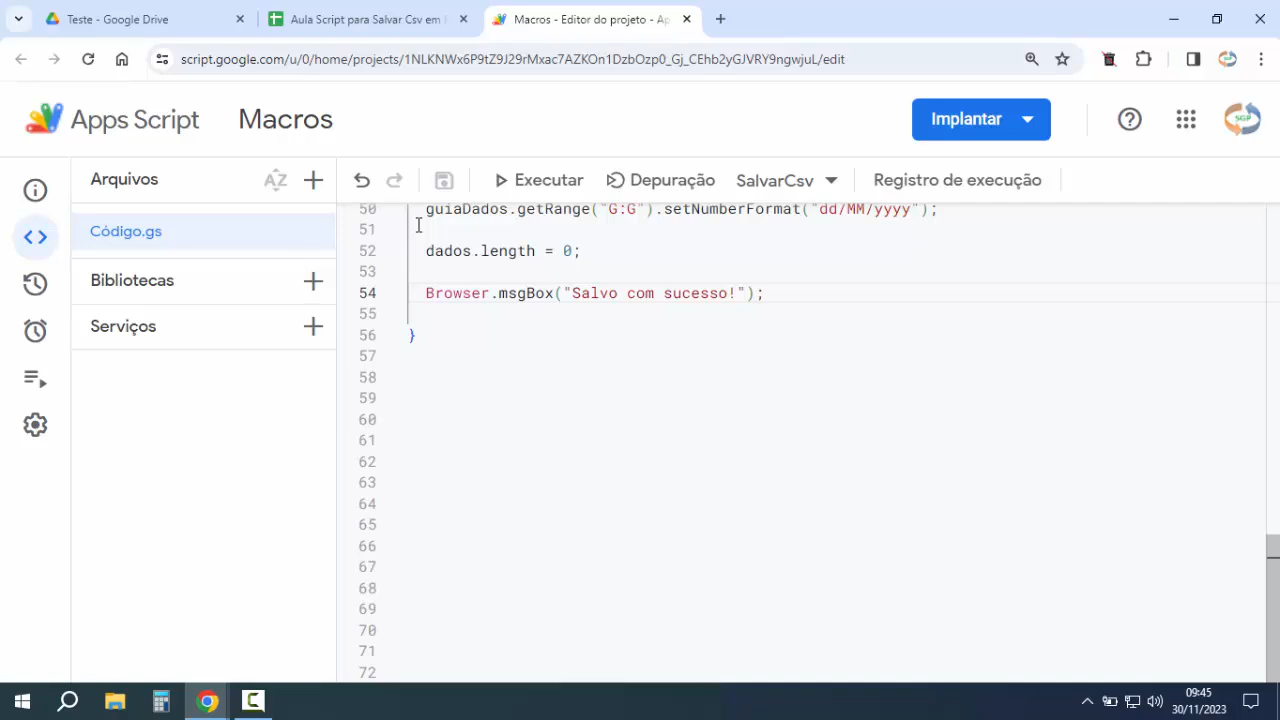 Teste - Google Drive
Aula Script para Salvar Csv em
Macros - Editor do projeto - Ap
script.google.com/u/0/home/projects/1NLKNWx6P9tZ9J29rMxac7AZKOn1DzbOzp0_Gj_CEhb2yGJVRY9ngwjuL/edit
Apps Script
Macros
Implantar
SGP
Arquivos
AZ
Executar
Depuração
SalvarCsv
Registro de execução
Código.gs
Bibliotecas
Serviços
50 guiaDados.getRange("G:G").setNumberFormat("dd/MM/yyyy");
51
52 dados.length = 0;
53
54 Browser.msgBox("Salvo com sucesso!");
55
56 }
57
58
59
60
61
62
63
64
65
66
67
68
69
70
71
72
09:45
30/11/2023